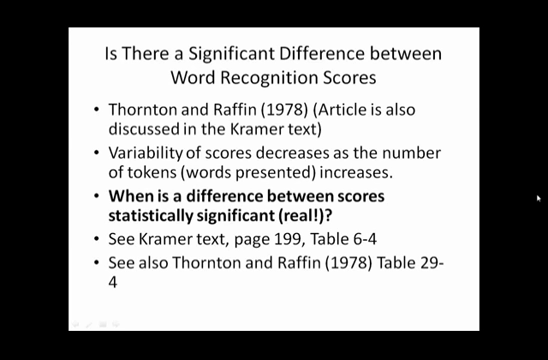 Is There a Significant Difference between
Word Recognition Scores
• Thornton and Raffin (1978) (Article is also
discussed in the Kramer text)
• Variability of scores decreases as the number
of tokens (words presented) increases.
• When is a difference between scores
statistically significant (real!)?
• See Kramer text, page 199, Table 6-4
• See also Thornton and Raffin (1978) Table 29-
4